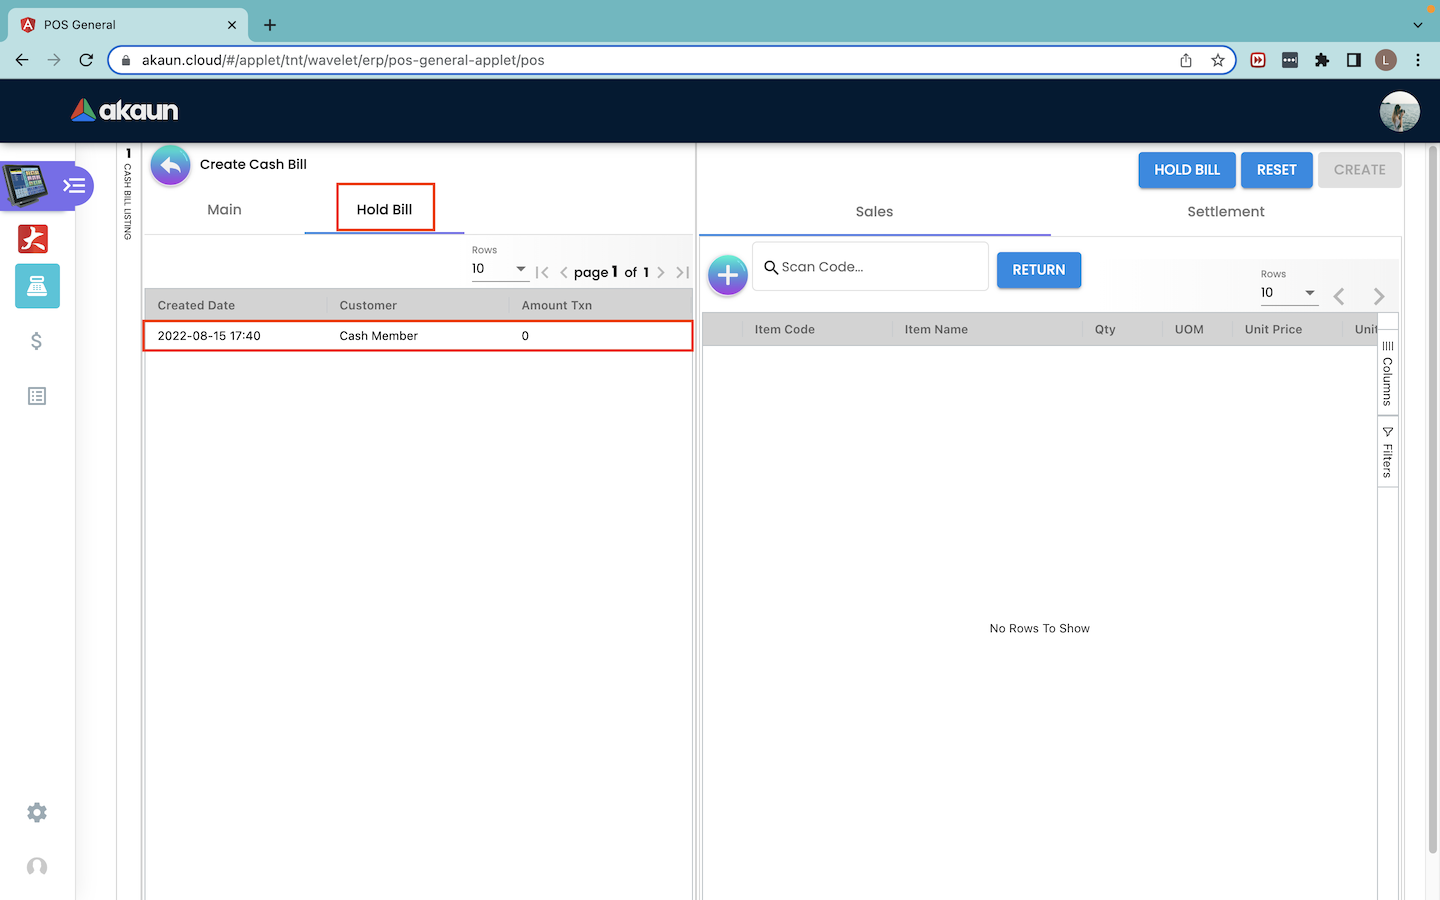 POS General
akaun.cloud/#/applet/tnt/wavelet/erp/pos-general-applet/pos
L
akaun
1 CASH BILL LISTING
Create Cash Bill
HOLD BILL RESET CREATE
Main Hold Bill
Sales Settlement
Rows
10 page 1 of 1
Scan Code...
RETURN
Rows
10
Created Date Customer Amount Txn
2022-08-15 17:40 Cash Member 0
Item Code Item Name Qty UOM Unit Price Unit
Columns
Filters
No Rows To Show